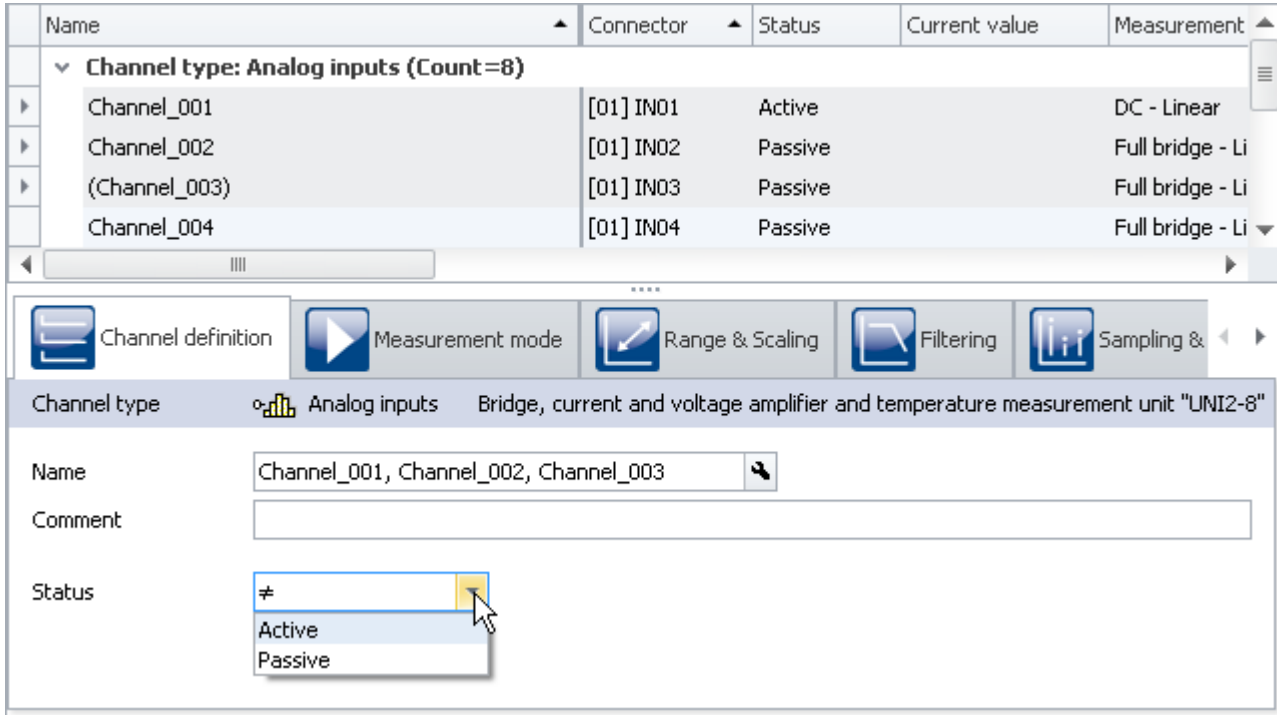 Name Connector Status Current value Measurement
Channel type: Analog inputs (Count=8)
Channel_001 [01] IN01 Active DC - Linear
Channel_002 [01] IN02 Passive Full bridge - Li
(Channel_003) [01] IN03 Passive Full bridge - Li
Channel_004 [01] IN04 Passive Full bridge - Li
Channel definition Measurement mode Range & Scaling Filtering Sampling &
Channel type Analog inputs Bridge, current and voltage amplifier and temperature measurement unit "UNI2-8"
Name Channel_001, Channel_002, Channel_003
Comment
Status ≠
Active
Passive